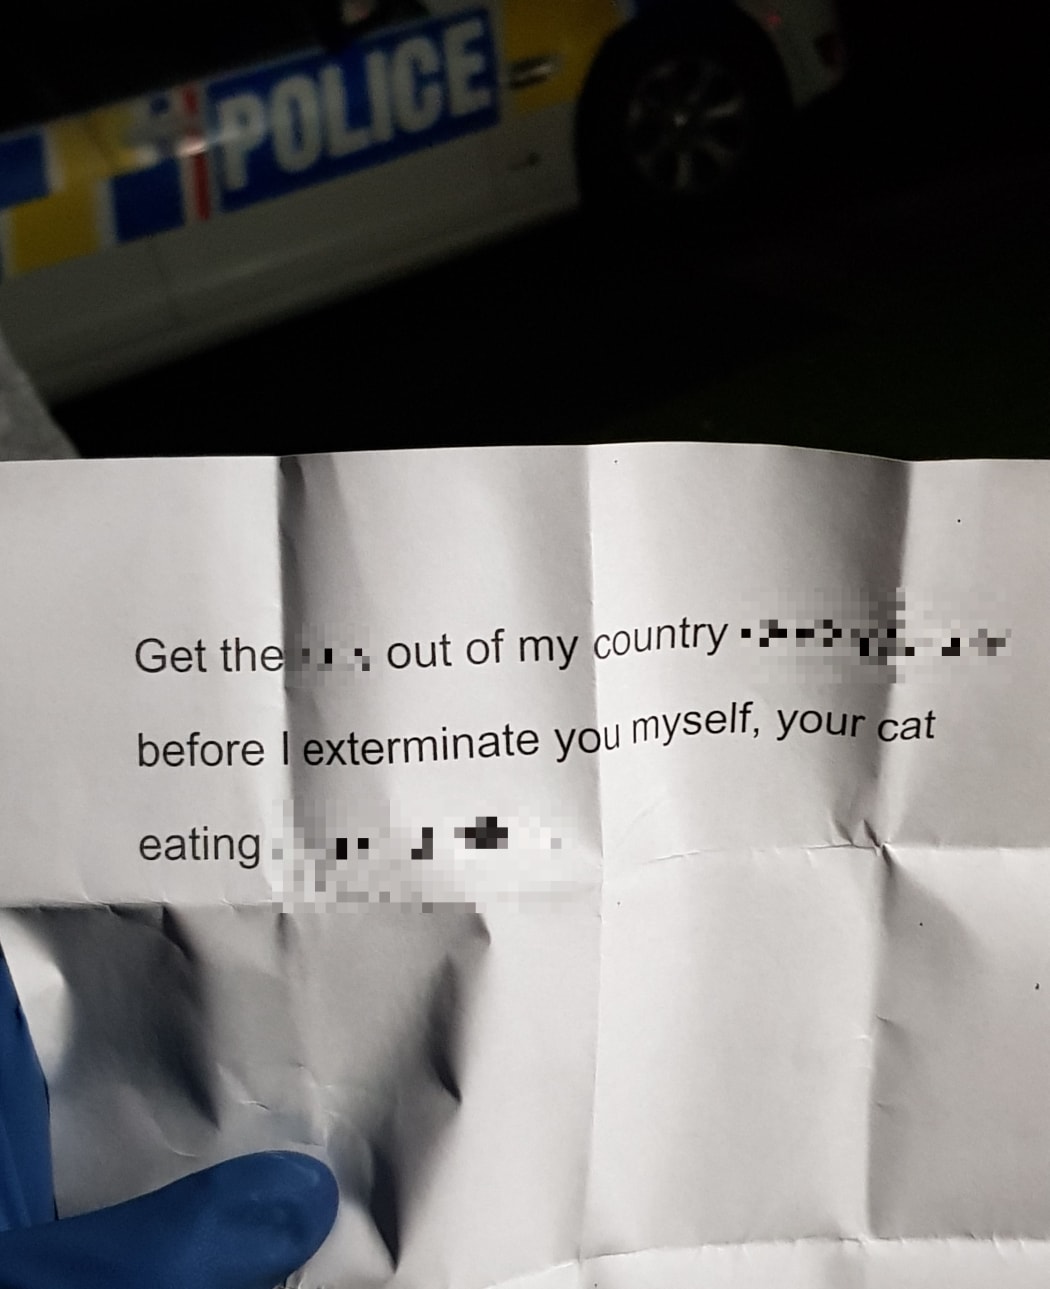 POLICE
Get the out of my country
before I exterminate you myself, your cat
eating